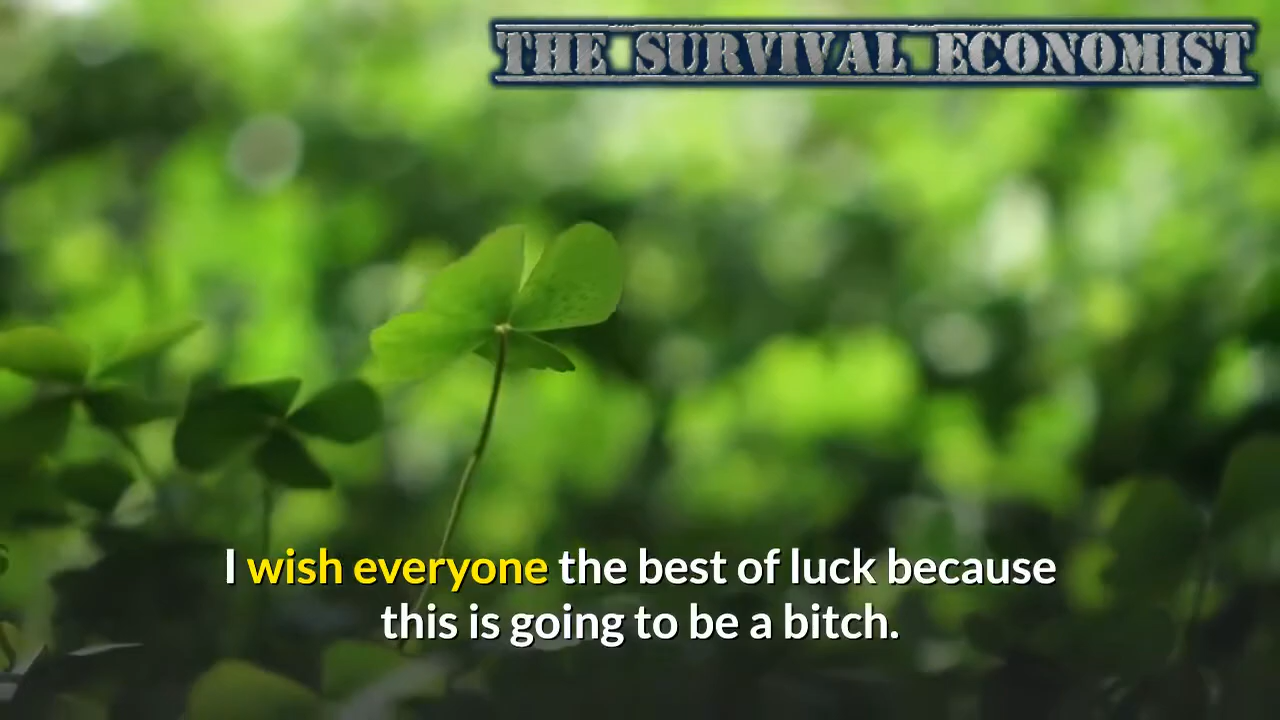 THE SURVIVAL ECONOMIST
I wish everyone the best of luck because
this is going to be a bitch.